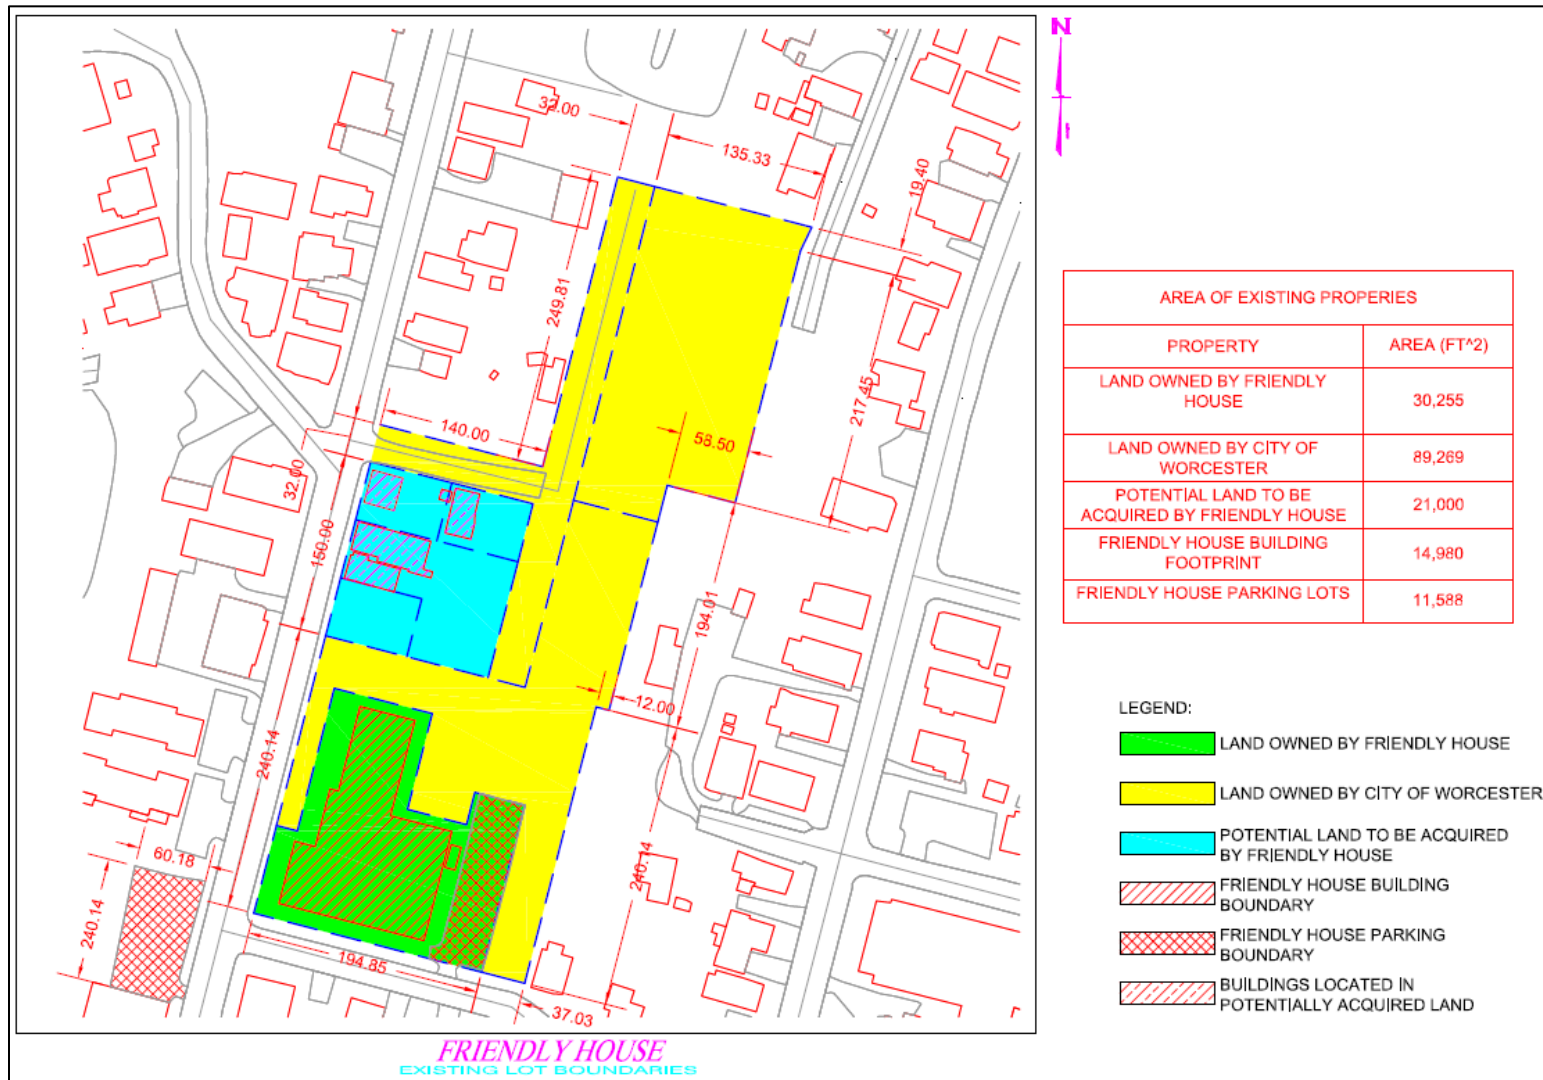 N
32.00
135.33
19.40
249.81
217.45
140.00
58.50
32.00
150.00
194.01
12.00
240.14
60.18
240.14
240.14
194.85
37.03
FRIENDLY HOUSE
EXISTING LOT BOUNDARIES
AREA OF EXISTING PROPERIES
PROPERTY AREA (FT^2)
LAND OWNED BY FRIENDLY
HOUSE 30,255
LAND OWNED BY CITY OF
WORCESTER 89,269
POTENTIAL LAND TO BE
ACQUIRED BY FRIENDLY HOUSE 21,000
FRIENDLY HOUSE BUILDING
FOOTPRINT 14,980
FRIENDLY HOUSE PARKING LOTS 11,588
LEGEND:
LAND OWNED BY FRIENDLY HOUSE
LAND OWNED BY CITY OF WORCESTER
POTENTIAL LAND TO BE ACQUIRED
BY FRIENDLY HOUSE
FRIENDLY HOUSE BUILDING
BOUNDARY
FRIENDLY HOUSE PARKING
BOUNDARY
BUILDINGS LOCATED IN
POTENTIALLY ACQUIRED LAND